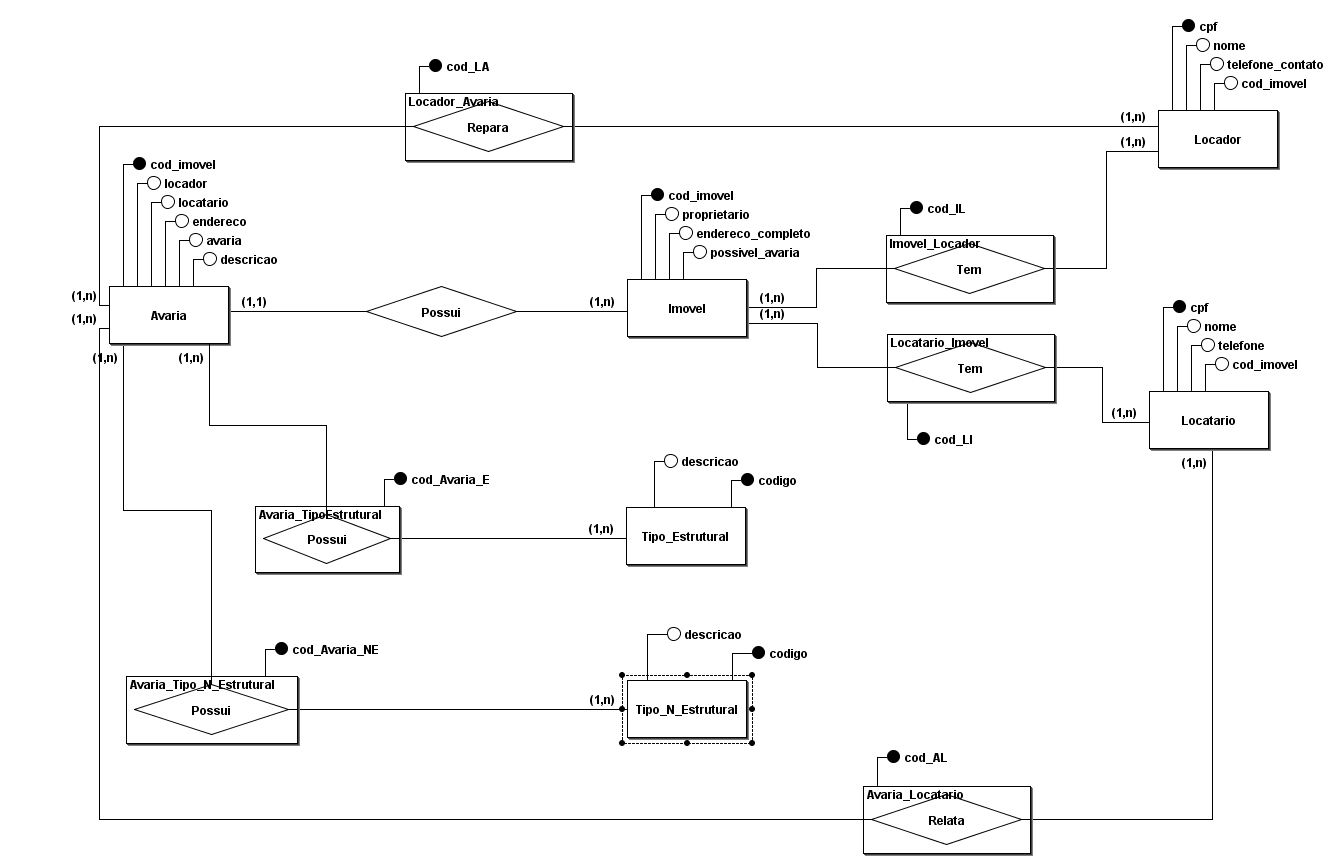 cpf
nome
telefone_contato
cod_imovel
cod_LA
Locador_Avaria
Repara
(1,n)
Locador
(1,n)
cod_imovel
locador
locatario
endereco
avaria
descricao
cod_imovel
proprietario
endereco_completo
possivel_avaria
cod_IL
Imovel_Locador
Tem
(1,n)
(1,n)
Avaria
(1,1)
Possui
(1,n)
Imovel
(1,n)
(1,n)
(1,n)
(1,n)
cpf
nome
telefone
cod_imovel
Locatario_Imovel
Tem
cod_LI
(1,n)
Locatario
(1,n)
descricao
codigo
cod_Avaria_E
Avaria_TipoEstrutural
Possui
(1,n)
Tipo_Estrutural
descricao
codigo
cod_Avaria_NE
Avaria_Tipo_N_Estrutural
Possui
(1,n)
Tipo_N_Estrutural
cod_AL
Avaria_Locatario
Relata